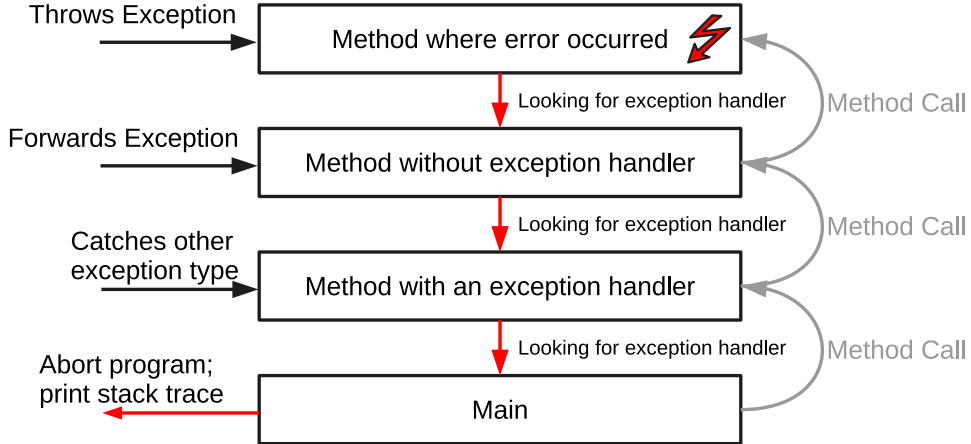 Throws Exception
Method where error occurred
Looking for exception handler
Method Call
Forwards Exception
Method without exception handler
Looking for exception handler
Method Call
Catches other
exception type
Method with an exception handler
Looking for exception handler
Method Call
Abort program;
print stack trace
Main